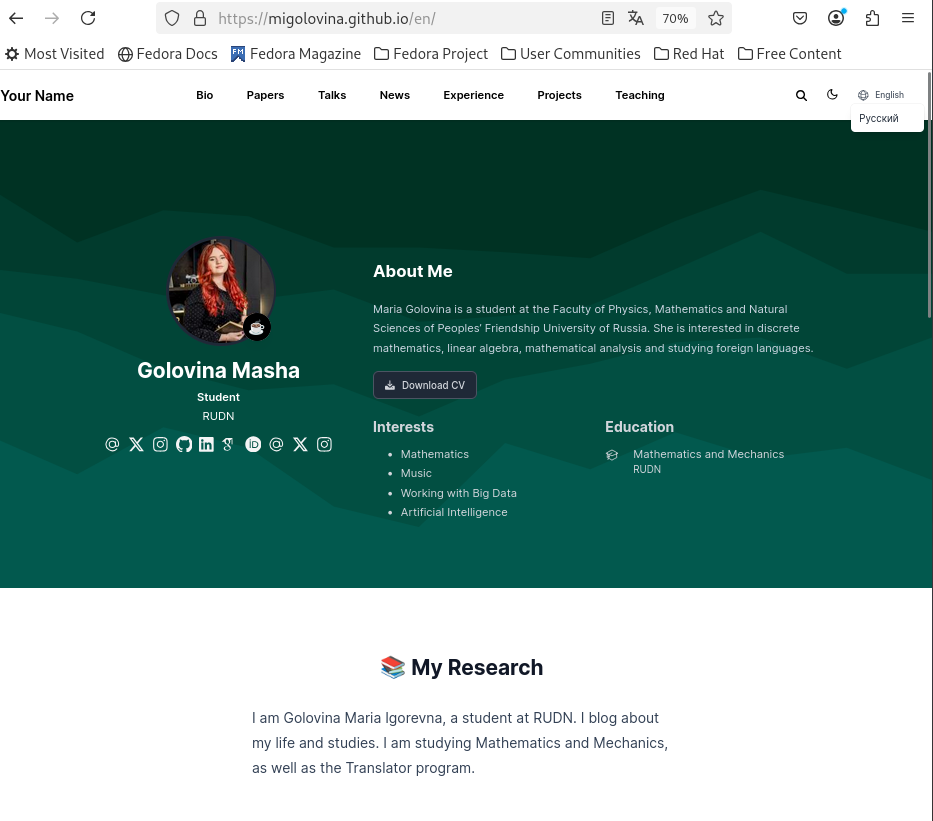 https://migolovina.github.io/en/
70%
Most Visited Fedora Docs Fedora Magazine Fedora Project User Communities Red Hat Free Content
Your Name Bio Papers Talks News Experience Projects Teaching English
Русский
About Me
Maria Golovina is a student at the Faculty of Physics, Mathematics and Natural
Sciences of Peoples' Friendship University of Russia. She is interested in discrete
mathematics, linear algebra, mathematical analysis and studying foreign languages.
Download CV
Golovina Masha
Student
RUDN
Interests
Mathematics
Music
Working with Big Data
Artificial Intelligence
Education
Mathematics and Mechanics
RUDN
My Research
I am Golovina Maria Igorevna, a student at RUDN. I blog about
my life and studies. I am studying Mathematics and Mechanics,
as well as the Translator program.